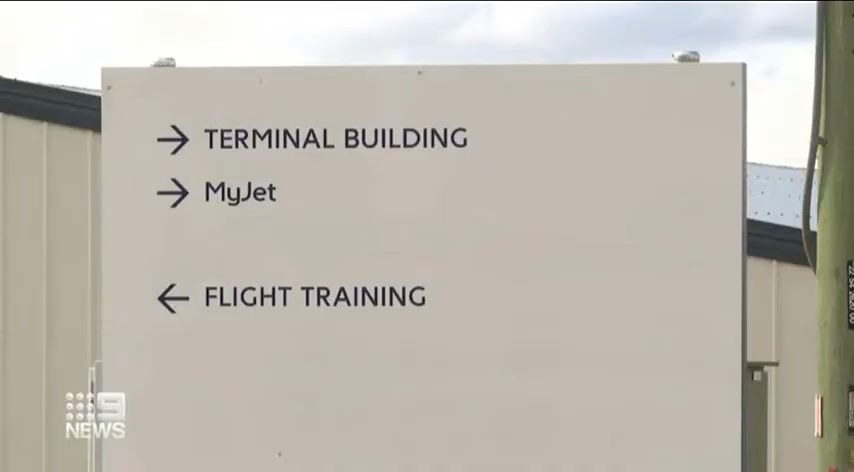 → TERMINAL BUILDING
→ MyJet
← FLIGHT TRAINING
9
NEWS